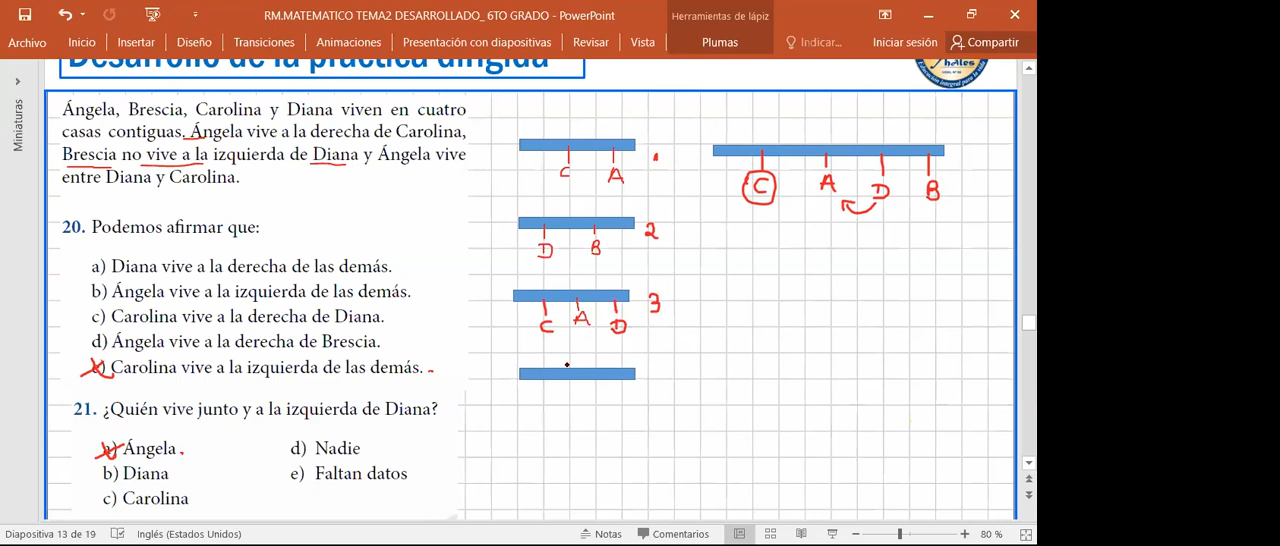 RM.MATEMATICO TEMA2 DESARROLLADO_ 6TO GRADO - PowerPoint
Herramientas de lápiz
Archivo Inicio Insertar Diseño Transiciones Animaciones Presentación con diapositivas Revisar Vista Plumas Indicar... Iniciar sesión Compartir
Desarrollo de la práctica dirigida
Miniaturas
Ángela, Brescia, Carolina y Diana viven en cuatro
casas contiguas. Ángela vive a la derecha de Carolina,
Brescia no vive a la izquierda de Diana y Ángela vive
entre Diana y Carolina.
20. Podemos afirmar que:
a) Diana vive a la derecha de las demás.
b) Ángela vive a la izquierda de las demás.
c) Carolina vive a la derecha de Diana.
d) Ángela vive a la derecha de Brescia.
e) Carolina vive a la izquierda de las demás.
21. ¿Quién vive junto y a la izquierda de Diana?
a) Ángela
b) Diana
c) Carolina
d) Nadie
e) Faltan datos
C A 1
D B 2
C A D 3
C A D B
Diapositiva 13 de 19 Inglés (Estados Unidos) Notas Comentarios 80 %